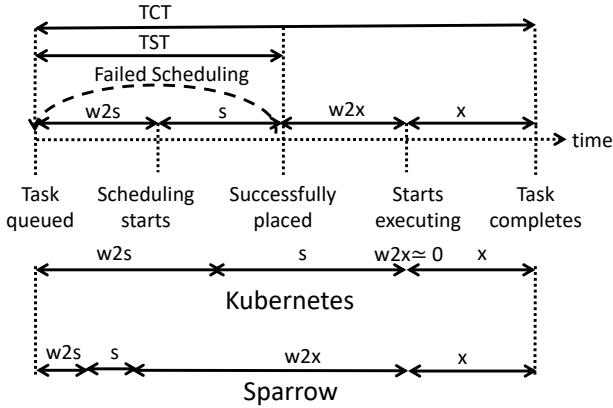 TCT
TST
Failed Scheduling
w2s s w2x x
time
Task Scheduling Successfully Starts Task
queued starts placed executing completes
w2s s w2x≃ 0 x
Kubernetes
w2s s w2x x
Sparrow